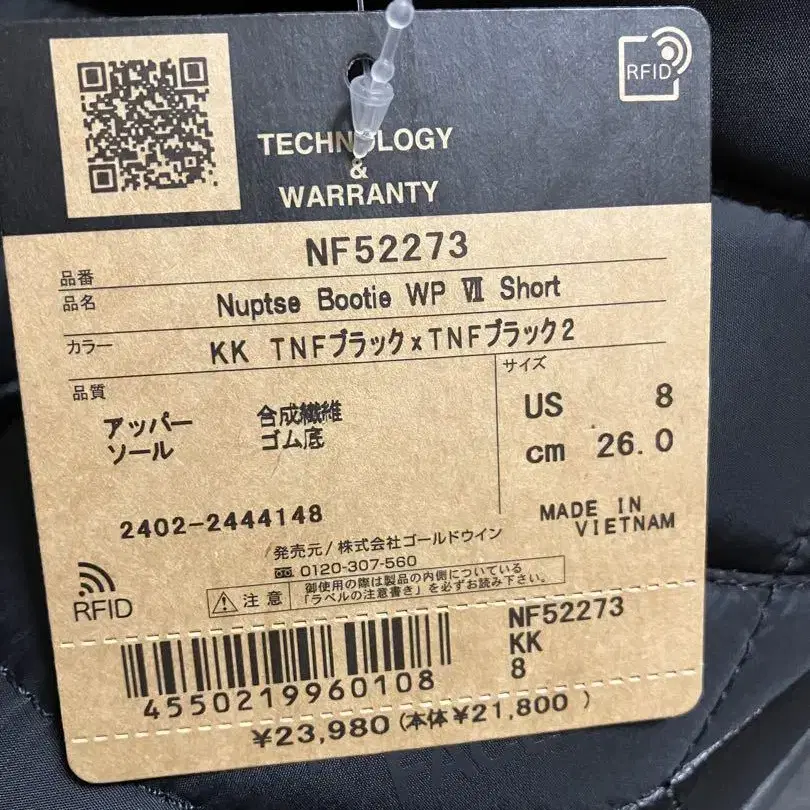 RFID
TECHNOLOGY
&
WARRANTY
品番 NF52273
品名 Nuptse Bootie WP Ⅶ Short
カラー KK TNFブラック×TNFブラック2
品質
アッパー 合成繊維
ソール ゴム底
サイズ
US 8
cm 26.0
2402-2444148
MADE IN
VIETNAM
発売元/株式会社ゴールドウイン
0120-307-560
RFID
注意
御使用の際は製品の内側についている
「ラベルの注意書き」を必ずお読み下さい。
4550219960108
NF52273
KK
8
¥23,980(本体¥21,800)